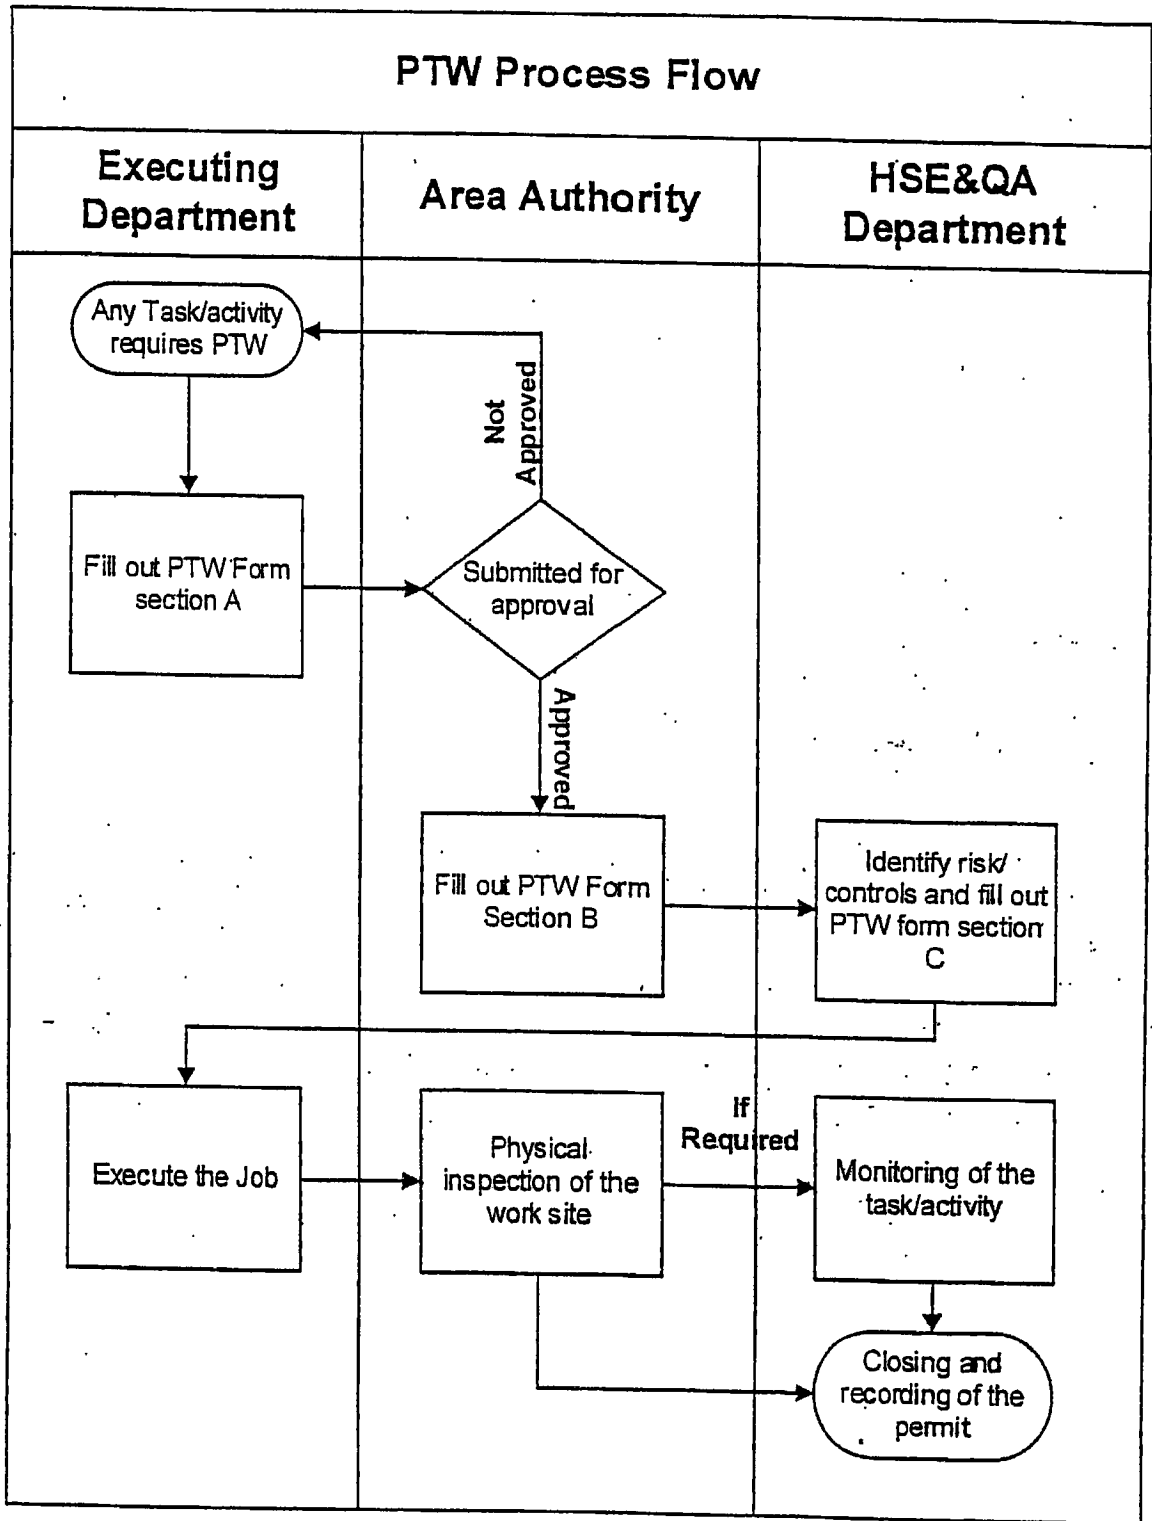 PTW Process Flow
Executing
Department
Area Authority
HSE&QA
Department
Any Task/activity
requires PTW
Not
Approved
Fill out PTW Form
section A
Submitted for
approval
Approved
Fill out PTW Form
Section B
Identify risk/
controls and fill out
PTW form section
C
Execute the Job
Physical
inspection of the
work site
If
Required
Monitoring of the
task/activity
Closing and
recording of the
permit